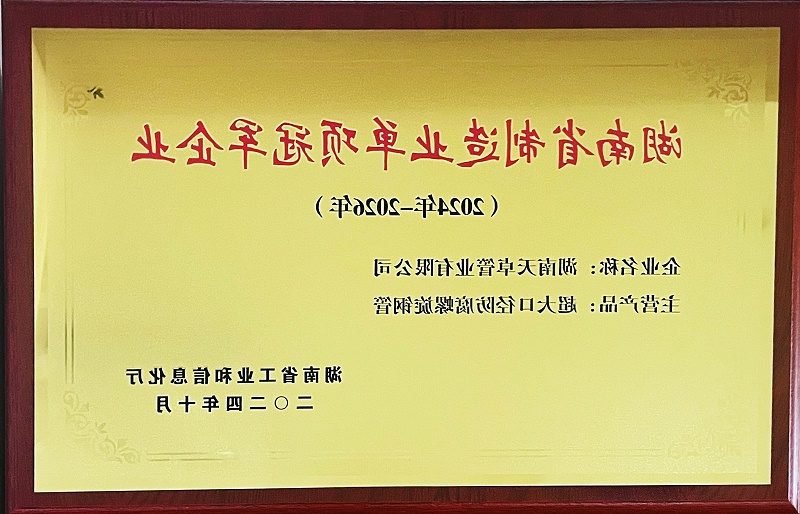 湖南省制造业单项冠军企业
（2024年–2026年）
企业名称：湖南天卓管业有限公司
主营产品：超大口径防腐螺旋钢管
湖南省工业和信息化厅
二〇二四年十月